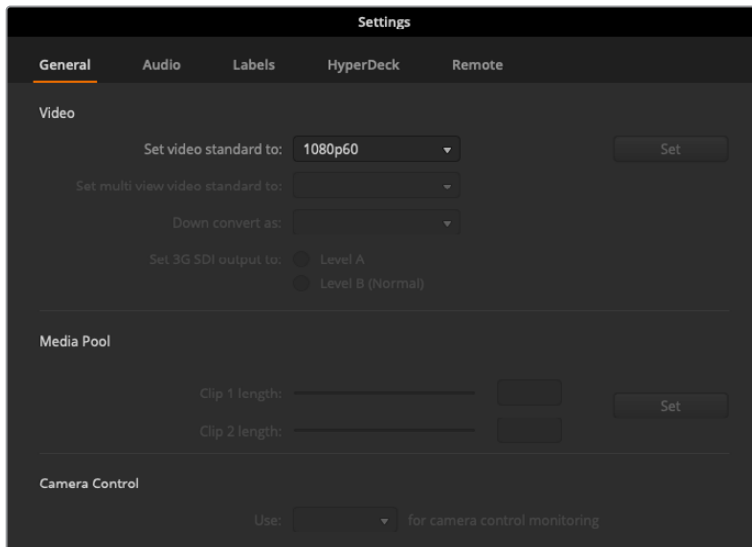 Settings
General Audio Labels HyperDeck Remote
Video
Set video standard to: 1080p60 Set
Set multi view video standard to:
Down convert as:
Set 3G SDI output to: Level A
Level B (Normal)
Media Pool
Clip 1 length:
Set
Clip 2 length:
Camera Control
Use: for camera control monitoring